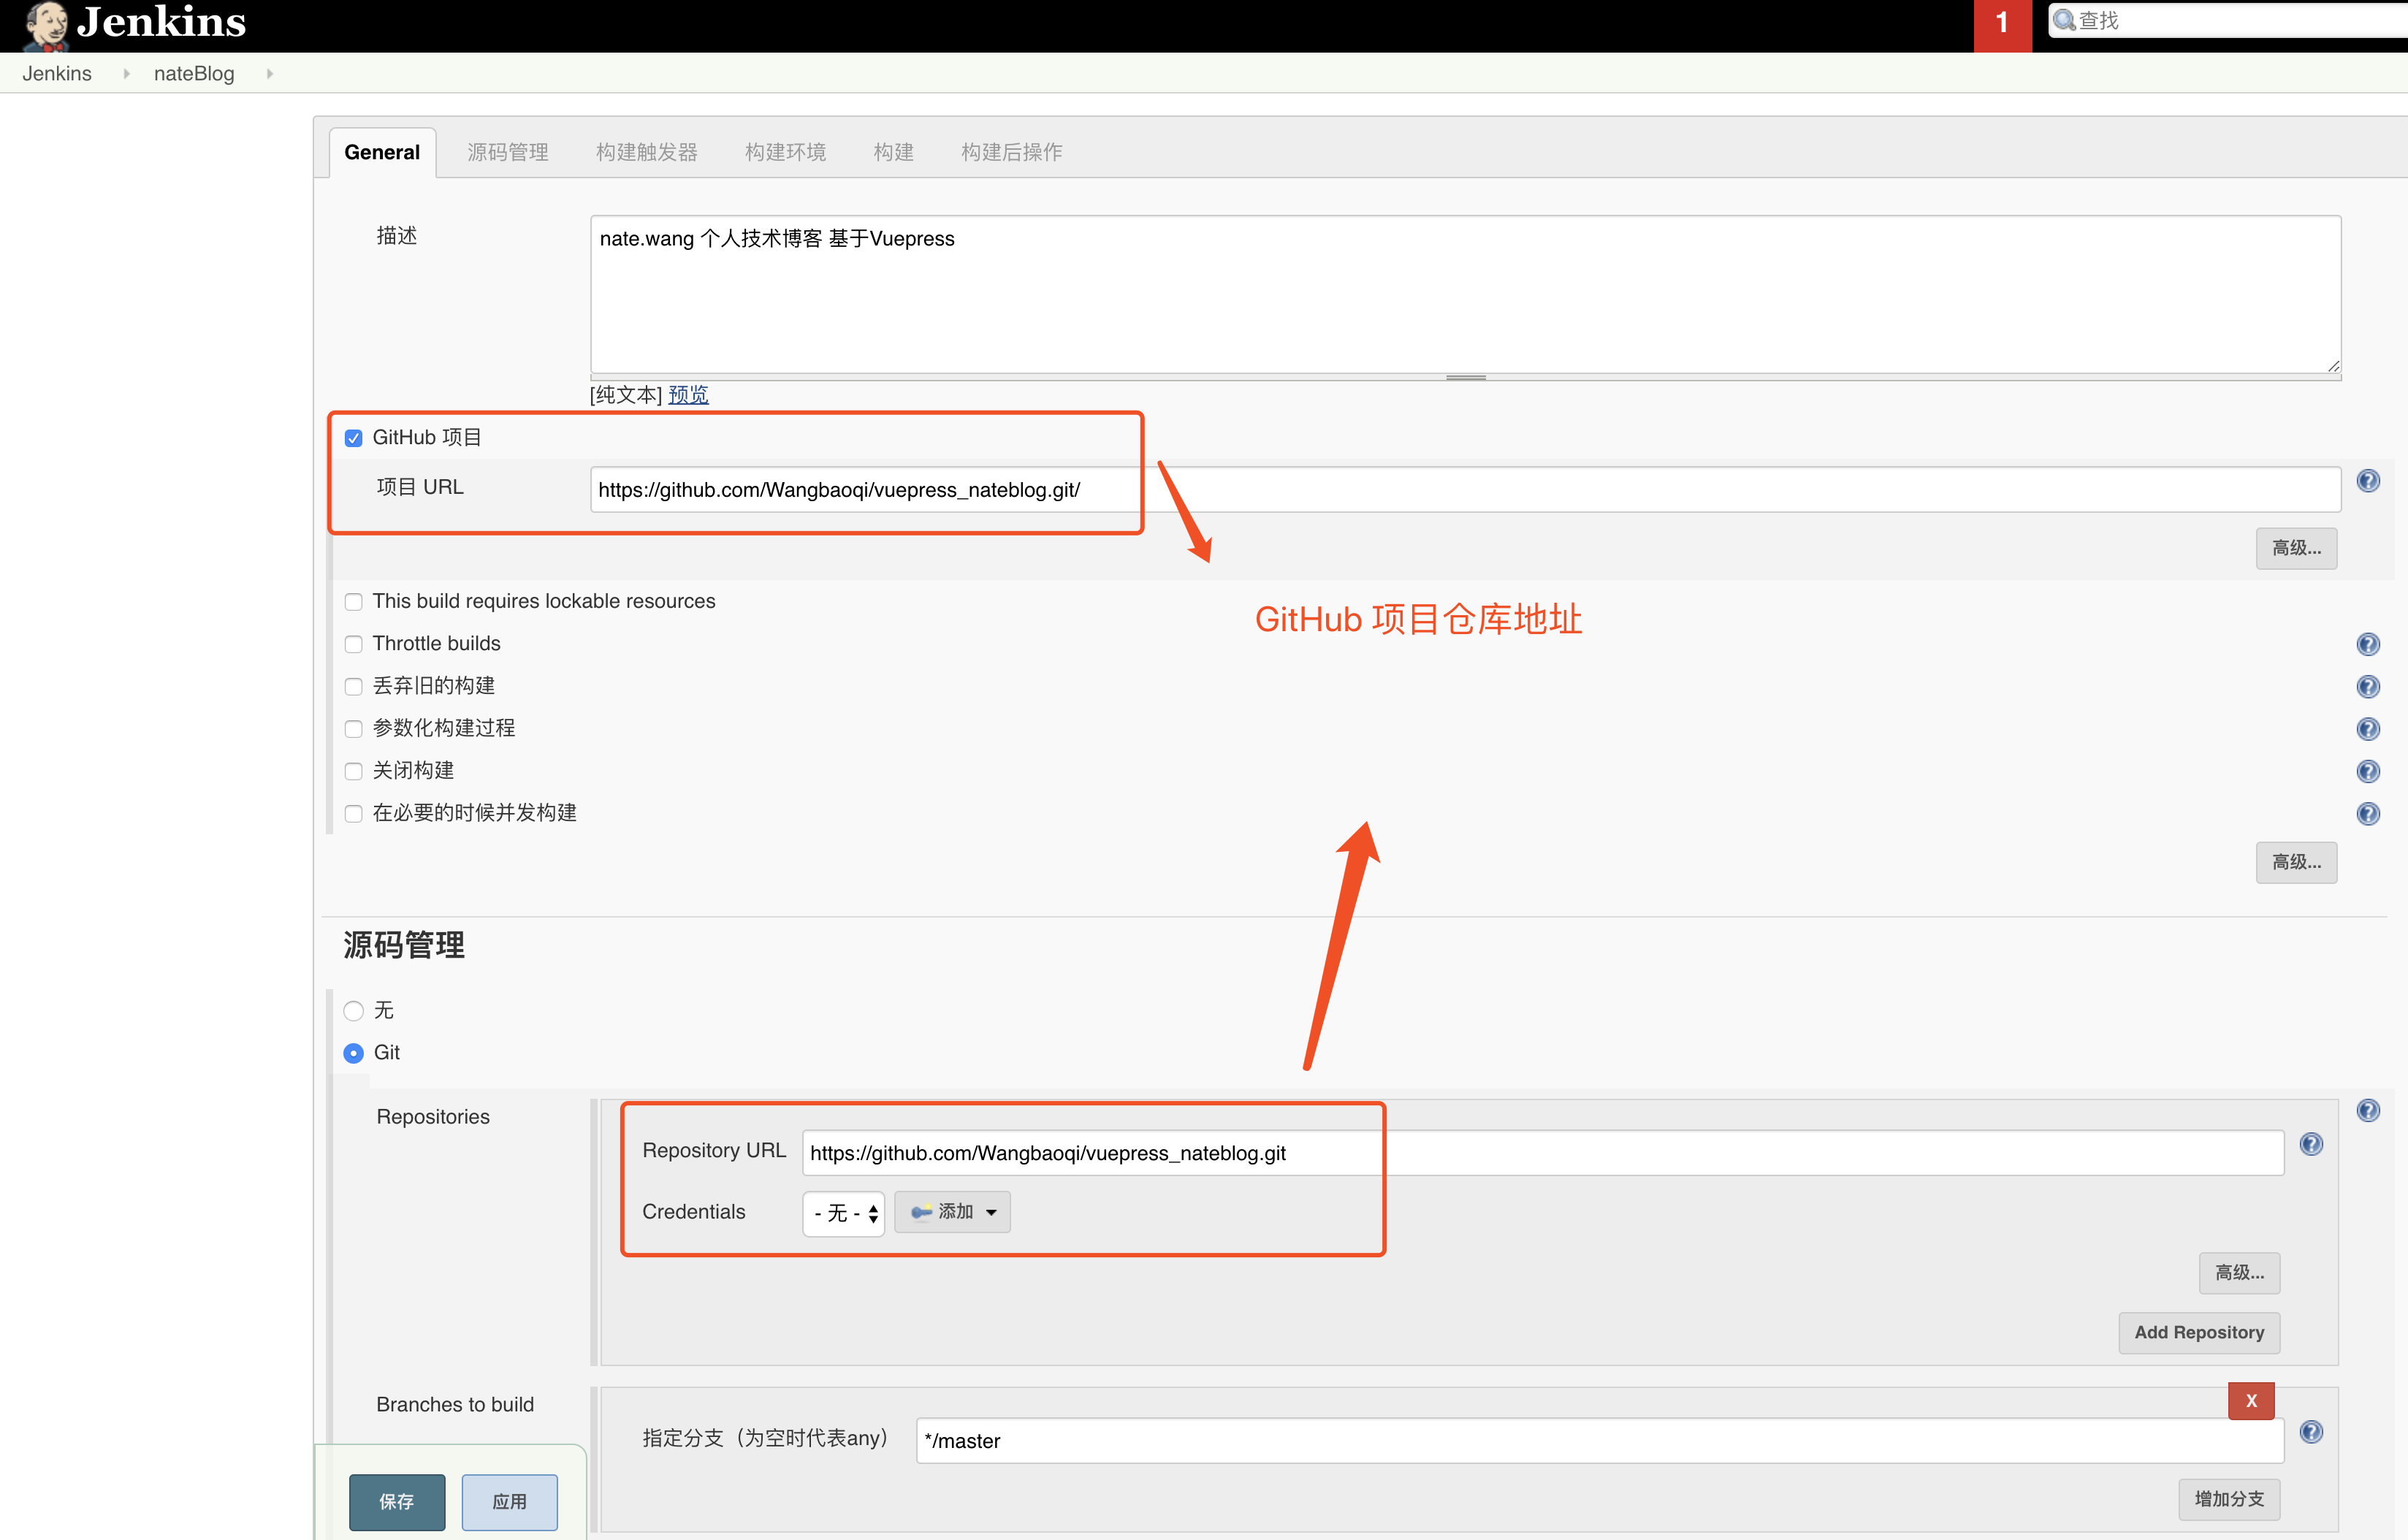 Jenkins
1
查找
Jenkins
nateBlog
General
源码管理
构建触发器
构建环境
构建
构建后操作
描述
nate.wang 个人技术博客 基于Vuepress
[纯文本] 预览
GitHub 项目
项目 URL
https://github.com/Wangbaoqi/vuepress_nateblog.git/
高级...
This build requires lockable resources
GitHub 项目仓库地址
Throttle builds
丢弃旧的构建
参数化构建过程
关闭构建
在必要的时候并发构建
高级...
源码管理
无
Git
Repositories
Repository URL
https://github.com/Wangbaoqi/vuepress_nateblog.git
Credentials
- 无 -
添加
高级...
Add Repository
Branches to build
X
指定分支（为空时代表any）
*/master
增加分支
保存
应用